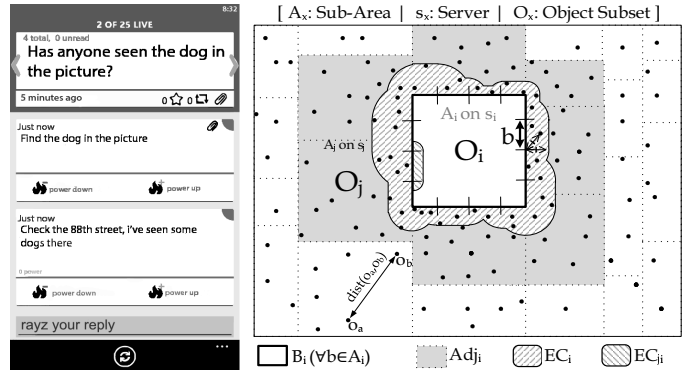 8:32
2 OF 25 LIVE
4 total, 0 unread
Has anyone seen the dog in
the picture?
5 minutes ago
0 0
Just now
Find the dog in the picture
power down power up
Just now
Check the 88th street, i've seen some
dogs there
0 power
power down power up
rayz your reply
...
[ Aₓ: Sub-Area | sₓ: Server | Oₓ: Object Subset ]
Aᵢ on sᵢ
b
Oᵢ
Aⱼ on sⱼ
Oⱼ
o_b
dist(oₐ,o_b)
oₐ
Bᵢ (∀b∈Aᵢ) Adjᵢ ECᵢ ECⱼᵢ